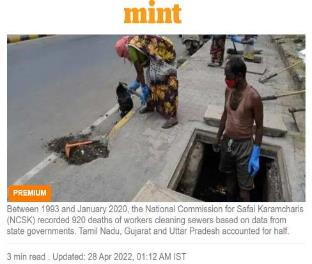 mint
PREMIUM
Between 1993 and January 2020, the National Commission for Safai Karamcharis
(NCSK) recorded 920 deaths of workers cleaning sewers based on data from
state governments. Tamil Nadu, Gujarat and Uttar Pradesh accounted for half.
3 min read . Updated: 28 Apr 2022, 01:12 AM IST